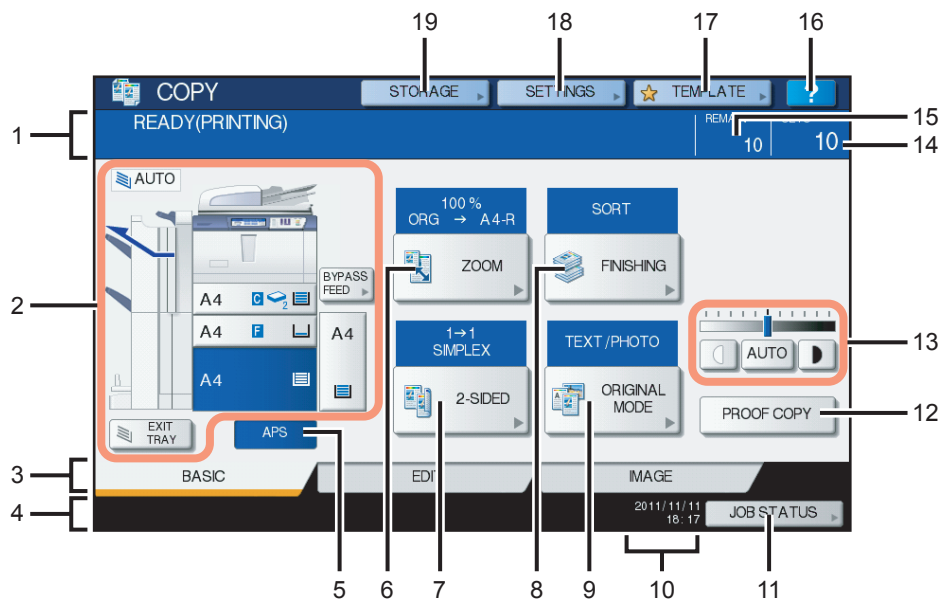 19 18 17 16
COPY STORAGE SETTINGS TEMPLATE ?
1 READY(PRINTING) REMAIN 15
10 10 14
AUTO
100 %
ORG → A4-R
SORT
ZOOM FINISHING
BYPASS
FEED
2
A4 C 2
A4 F A4
A4
1→1
SIMPLEX
TEXT/PHOTO
AUTO 13
2-SIDED
ORIGINAL
MODE
PROOF COPY 12
EXIT
TRAY
APS
3 BASIC EDIT IMAGE
4 2011/11/11
18:17
JOB STATUS
5 6 7 8 9 10 11